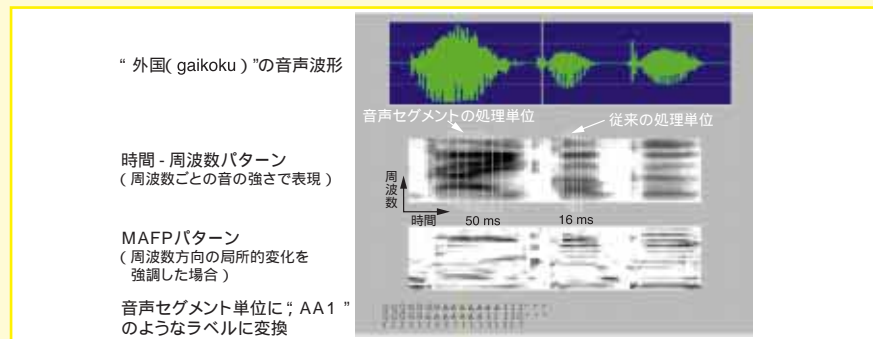 “ 外国( gaikoku ) ”の音声波形
音声セグメントの処理単位
従来の処理単位
時間 - 周波数パターン
( 周波数ごとの音の強さで表現 )
周波数
時間
50 ms
16 ms
MAFPパターン
( 周波数方向の局所的変化を
強調した場合 )
音声セグメント単位に“; AA1 ”
のようなラベルに変換